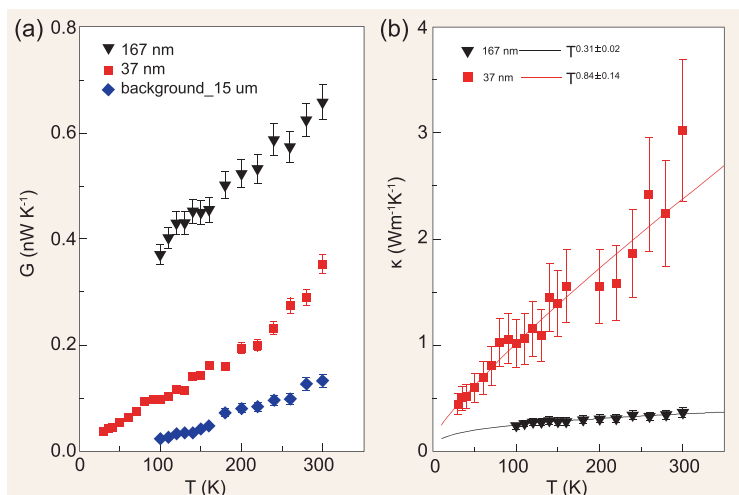 (a)
0.8
0.6
0.4
0.2
0.0
G (nW K⁻¹)
167 nm
37 nm
background_15 um
100
200
300
T (K)
(b)
4
3
2
1
0
κ (Wm⁻¹K⁻¹)
167 nm T^0.31±0.02
37 nm T^0.84±0.14
0
100
200
300
T (K)